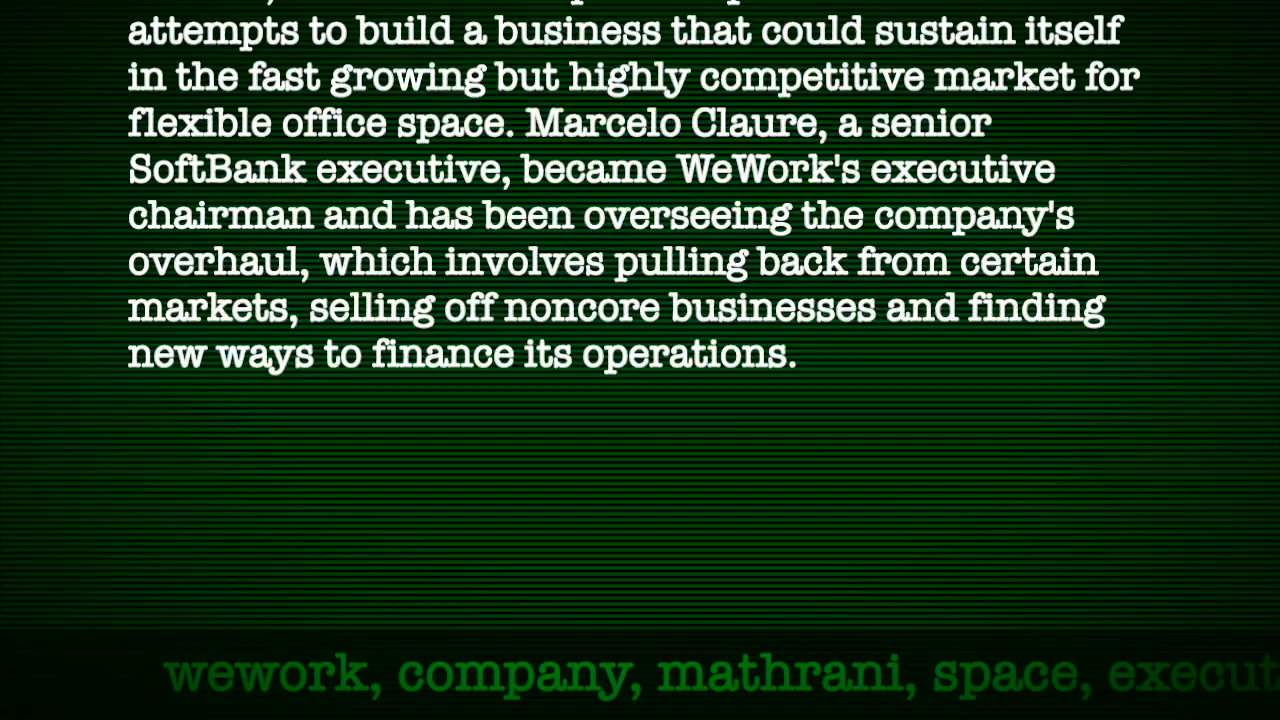 attempts to build a business that could sustain itself
in the fast growing but highly competitive market for
flexible office space. Marcelo Claure, a senior
SoftBank executive, became WeWork's executive
chairman and has been overseeing the company's
overhaul, which involves pulling back from certain
markets, selling off noncore businesses and finding
new ways to finance its operations.
wework, company, mathrani, space, execut